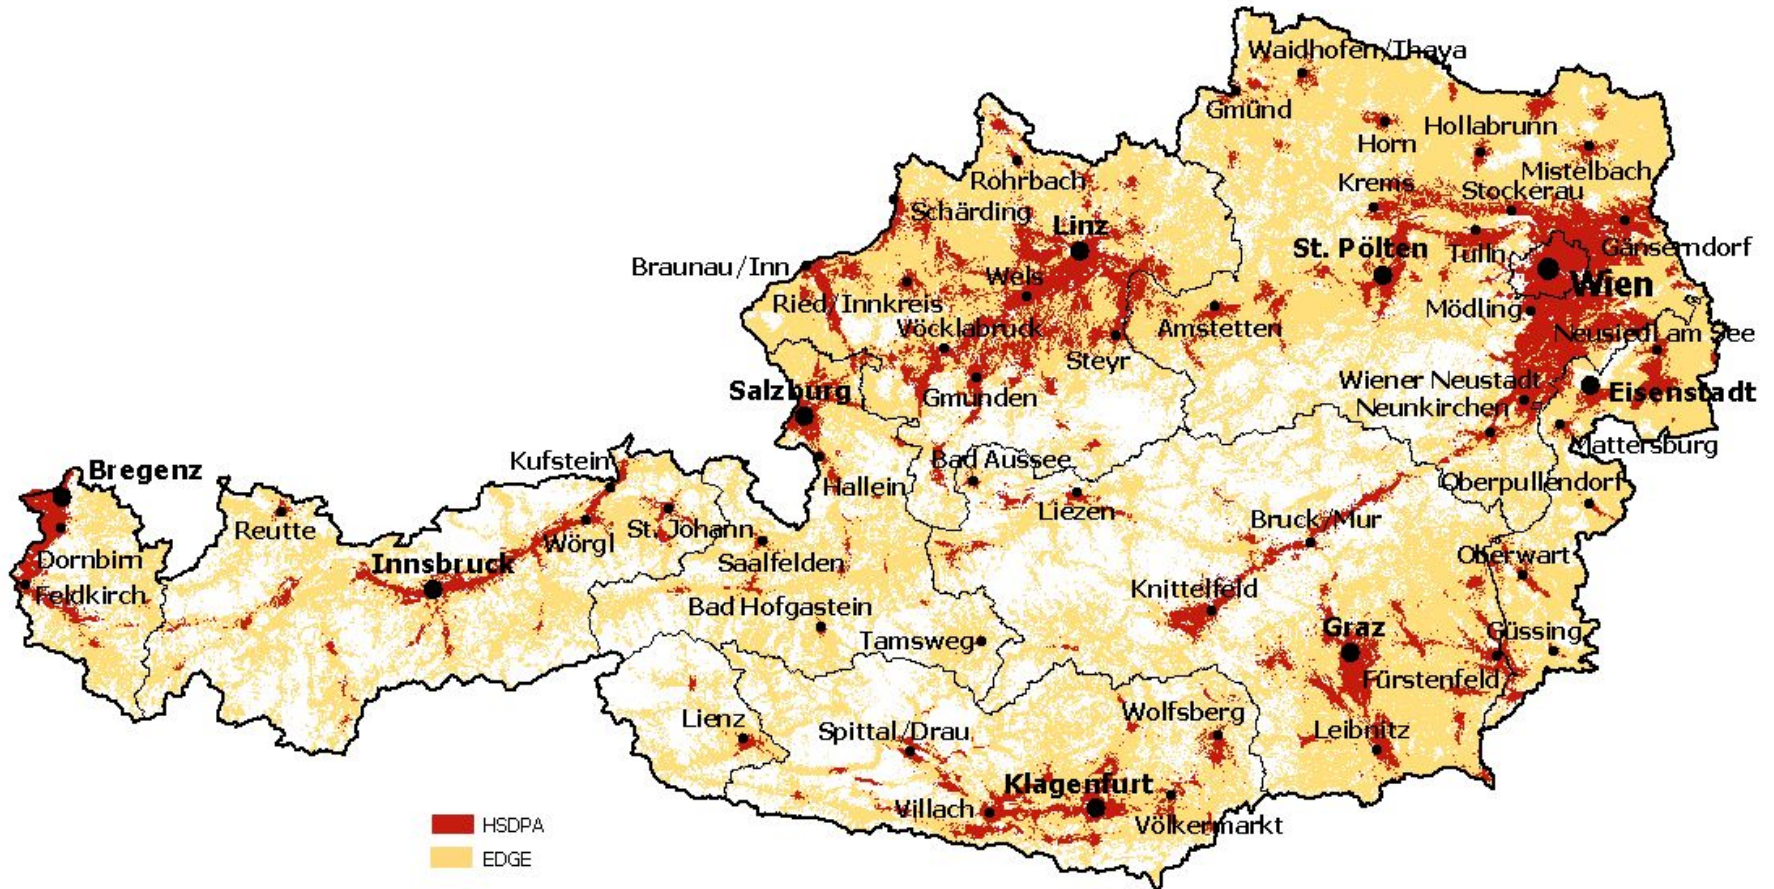 Waidhofen/Thaya
Gmünd
Hollabrunn
Horn
Mistelbach
Rohrbach
Krems
Stockerau
Schärding
Linz
St. Pölten
Tulln
Gänserndorf
Braunau/Inn
Wels
Wien
Ried/Innkreis
Mödling
Vöcklabruck
Amstetten
Neusiedl am See
Steyr
Salzburg
Gmunden
Wiener Neustadt
Eisenstadt
Neunkirchen
Mattersburg
Bregenz
Kufstein
Bad Aussee
Hallein
Oberpullendorf
Reutte
St. Johann
Liezen
Bruck/Mur
Wörgl
Dornbirn
Innsbruck
Saalfelden
Oberwart
Feldkirch
Knittelfeld
Bad Hofgastein
Tamsweg
Graz
Güssing
Fürstenfeld
Lienz
Spittal/Drau
Wolfsberg
Leibnitz
Klagenfurt
Villach
Völkermarkt
HSDPA
EDGE